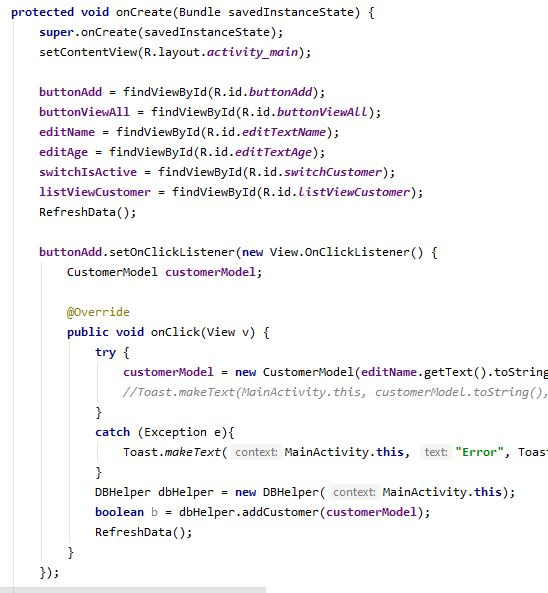 protected void onCreate(Bundle savedInstanceState) {
super.onCreate(savedInstanceState);
setContentView(R.layout.activity_main);
buttonAdd = findViewById(R.id.buttonAdd);
buttonViewAll = findViewById(R.id.buttonViewAll);
editName = findViewById(R.id.editTextName);
editAge = findViewById(R.id.editTextAge);
switchIsActive = findViewById(R.id.switchCustomer);
listViewCustomer = findViewById(R.id.listViewCustomer);
RefreshData();
buttonAdd.setOnClickListener(new View.OnClickListener() {
CustomerModel customerModel;
@Override
public void onClick(View v) {
try {
customerModel = new CustomerModel(editName.getText().toString
//Toast.makeText(MainActivity.this, customerModel.toString(),
}
catch (Exception e){
Toast.makeText( context: MainActivity.this, text: "Error", Toast
}
DBHelper dbHelper = new DBHelper( context: MainActivity.this);
boolean b = dbHelper.addCustomer(customerModel);
RefreshData();
}
});